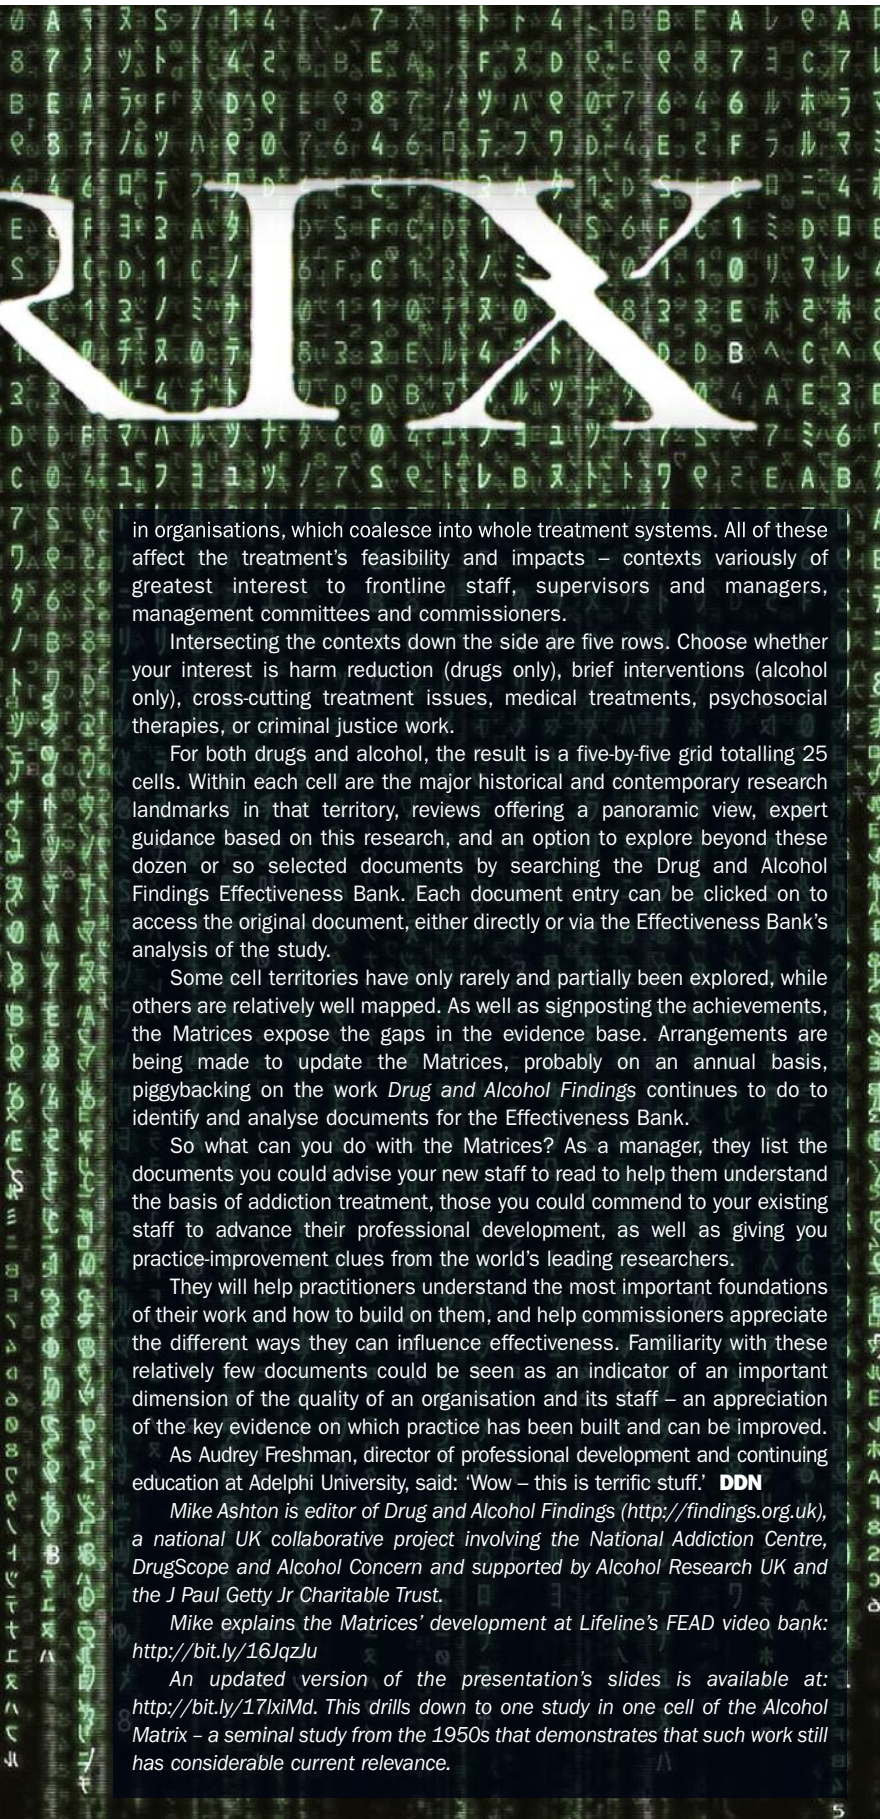 RIX
in organisations, which coalesce into whole treatment systems. All of these
affect the treatment's feasibility and impacts – contexts variously of
greatest interest to frontline staff, supervisors and managers,
management committees and commissioners.
Intersecting the contexts down the side are five rows. Choose whether
your interest is harm reduction (drugs only), brief interventions (alcohol
only), cross-cutting treatment issues, medical treatments, psychosocial
therapies, or criminal justice work.
For both drugs and alcohol, the result is a five-by-five grid totalling 25
cells. Within each cell are the major historical and contemporary research
landmarks in that territory, reviews offering a panoramic view, expert
guidance based on this research, and an option to explore beyond these
dozen or so selected documents by searching the Drug and Alcohol
Findings Effectiveness Bank. Each document entry can be clicked on to
access the original document, either directly or via the Effectiveness Bank's
analysis of the study.
Some cell territories have only rarely and partially been explored, while
others are relatively well mapped. As well as signposting the achievements,
the Matrices expose the gaps in the evidence base. Arrangements are
being made to update the Matrices, probably on an annual basis,
piggybacking on the work Drug and Alcohol Findings continues to do to
identify and analyse documents for the Effectiveness Bank.
So what can you do with the Matrices? As a manager, they list the
documents you could advise your new staff to read to help them understand
the basis of addiction treatment, those you could commend to your existing
staff to advance their professional development, as well as giving you
practice-improvement clues from the world's leading researchers.
They will help practitioners understand the most important foundations
of their work and how to build on them, and help commissioners appreciate
the different ways they can influence effectiveness. Familiarity with these
relatively few documents could be seen as an indicator of an important
dimension of the quality of an organisation and its staff – an appreciation
of the key evidence on which practice has been built and can be improved.
As Audrey Freshman, director of professional development and continuing
education at Adelphi University, said: 'Wow – this is terrific stuff.' DDN
Mike Ashton is editor of Drug and Alcohol Findings (http://findings.org.uk),
a national UK collaborative project involving the National Addiction Centre,
DrugScope and Alcohol Concern and supported by Alcohol Research UK and
the J Paul Getty Jr Charitable Trust.
Mike explains the Matrices' development at Lifeline's FEAD video bank:
http://bit.ly/16JqzJu
An updated version of the presentation's slides is available at:
http://bit.ly/17lxiMd. This drills down to one study in one cell of the Alcohol
Matrix – a seminal study from the 1950s that demonstrates that such work still
has considerable current relevance.